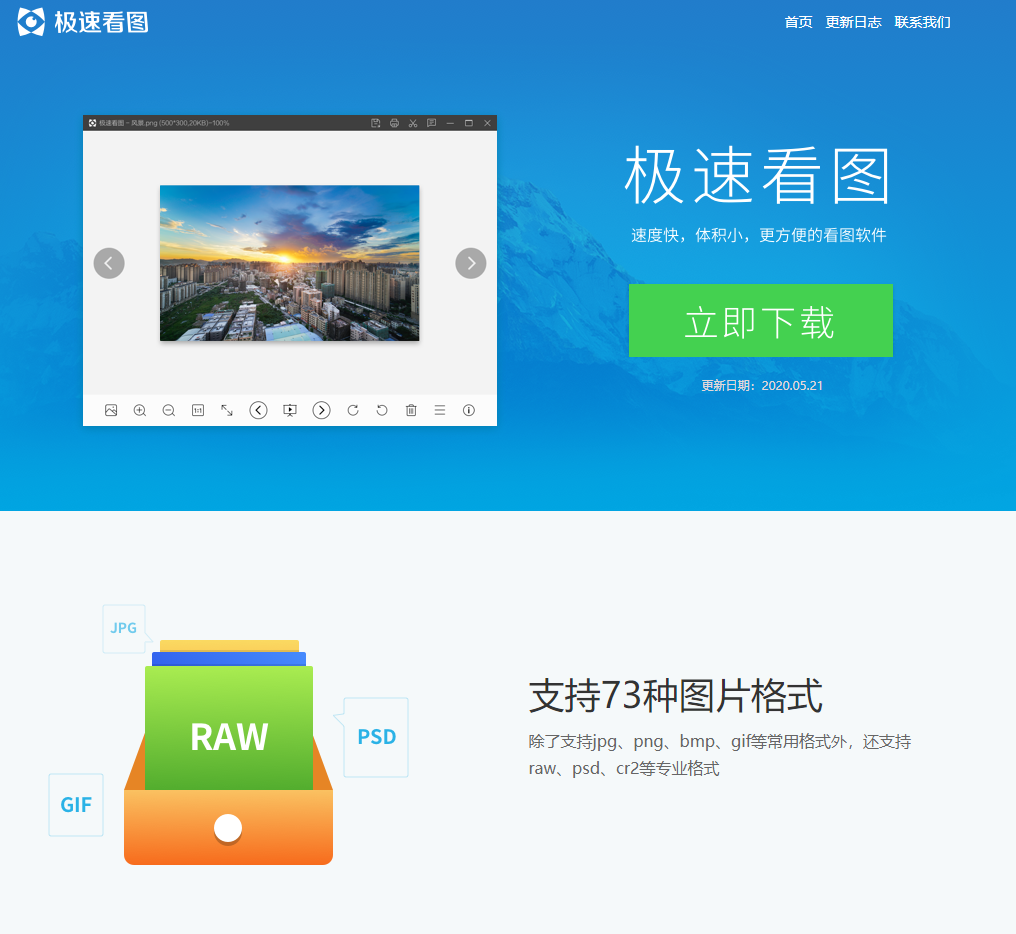 极速看图
首页 更新日志 联系我们
极速看图 - 风景.png (500*300,20KB)-100%
1:1
极速看图
速度快，体积小，更方便的看图软件
立即下载
更新日期：2020.05.21
JPG
RAW
PSD
GIF
支持73种图片格式
除了支持jpg、png、bmp、gif等常用格式外，还支持
raw、psd、cr2等专业格式